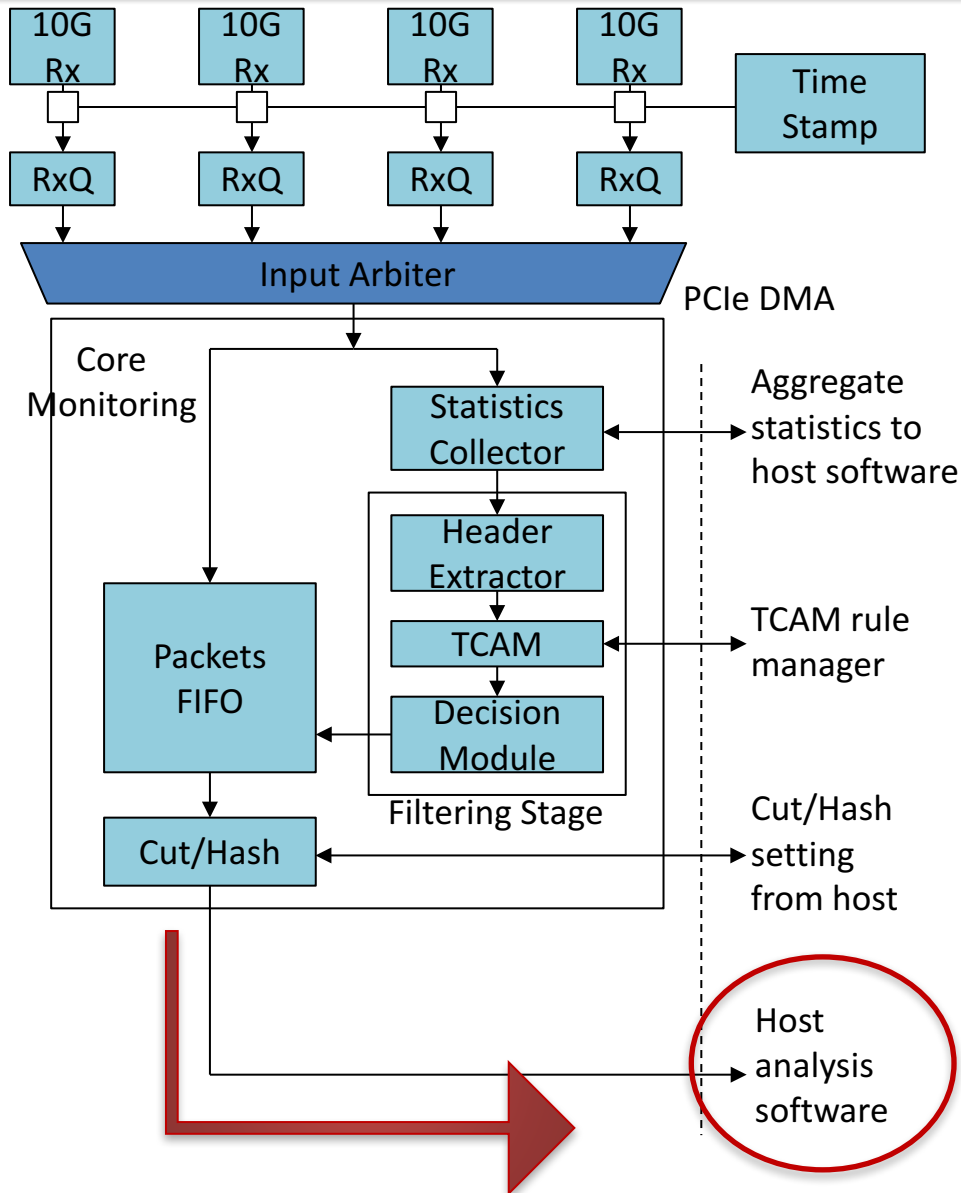 10G
Rx
10G
Rx
10G
Rx
10G
Rx
Time
Stamp
RxQ
RxQ
RxQ
RxQ
Input Arbiter
PCIe DMA
Core
Monitoring
Statistics
Collector
Aggregate
statistics to
host software
Header
Extractor
TCAM
TCAM rule
manager
Packets
FIFO
Decision
Module
Filtering Stage
Cut/Hash
Cut/Hash
setting
from host
Host
analysis
software